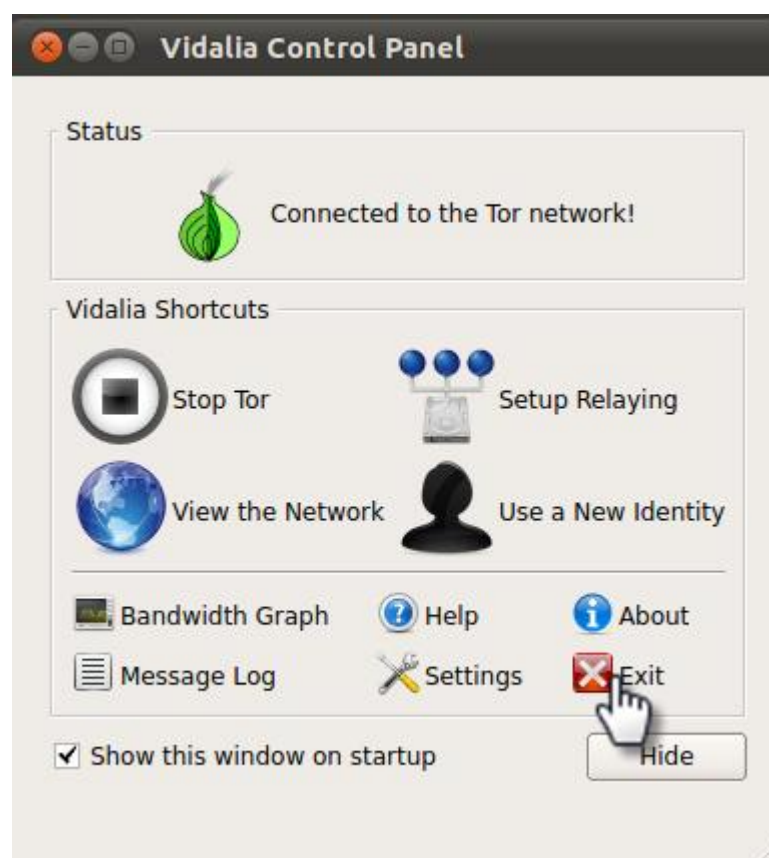 Vidalia Control Panel
Status
Connected to the Tor network!
Vidalia Shortcuts
Stop Tor
Setup Relaying
View the Network
Use a New Identity
Bandwidth Graph
Help
About
Message Log
Settings
Exit
Show this window on startup
Hide